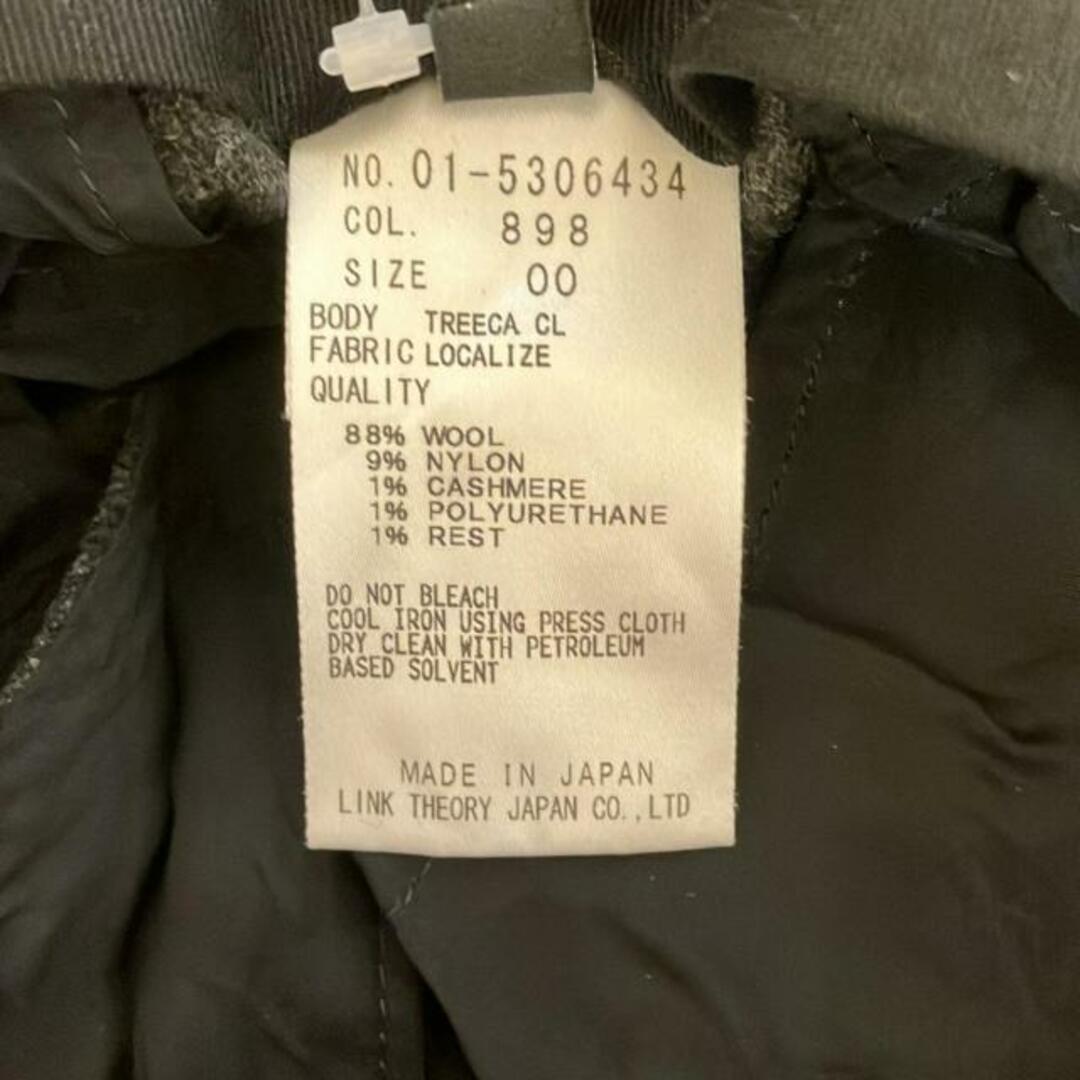 NO. 01-5306434
COL. 898
SIZE 00
BODY TREECA CL
FABRIC LOCALIZE
QUALITY
88% WOOL
9% NYLON
1% CASHMERE
1% POLYURETHANE
1% REST
DO NOT BLEACH
COOL IRON USING PRESS CLOTH
DRY CLEAN WITH PETROLEUM
BASED SOLVENT
MADE IN JAPAN
LINK THEORY JAPAN CO.,LTD